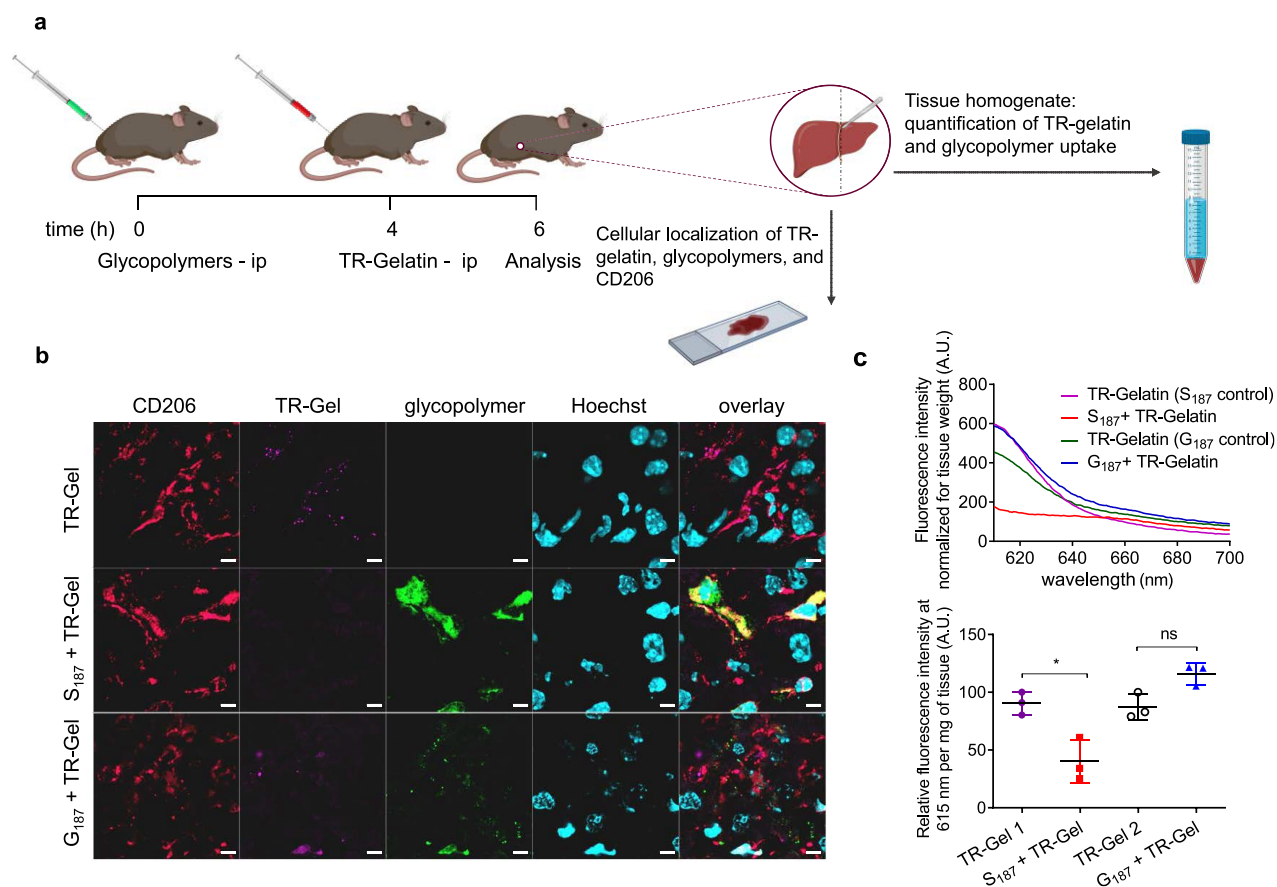 a
Tissue homogenate:
quantification of TR-gelatin
and glycopolymer uptake
time (h) 0 4 6
Glycopolymers - ip TR-Gelatin - ip Analysis
Cellular localization of TR-
gelatin, glycopolymers, and
CD206
b
CD206 TR-Gel glycopolymer Hoechst overlay
TR-Gel
S187 + TR-Gel
G187 + TR-Gel
c
Fluorescence intensity
normalized for tissue weight (A.U.)
800
600
400
200
0
620 640 660 680 700
wavelength (nm)
TR-Gelatin (S187 control)
S187+ TR-Gelatin
TR-Gelatin (G187 control)
G187+ TR-Gelatin
Relative fluorescence intensity at
615 nm per mg of tissue (A.U.)
150
100
50
0
*
ns
TR-Gel 1
S187 + TR-Gel
TR-Gel 2
G187 + TR-Gel